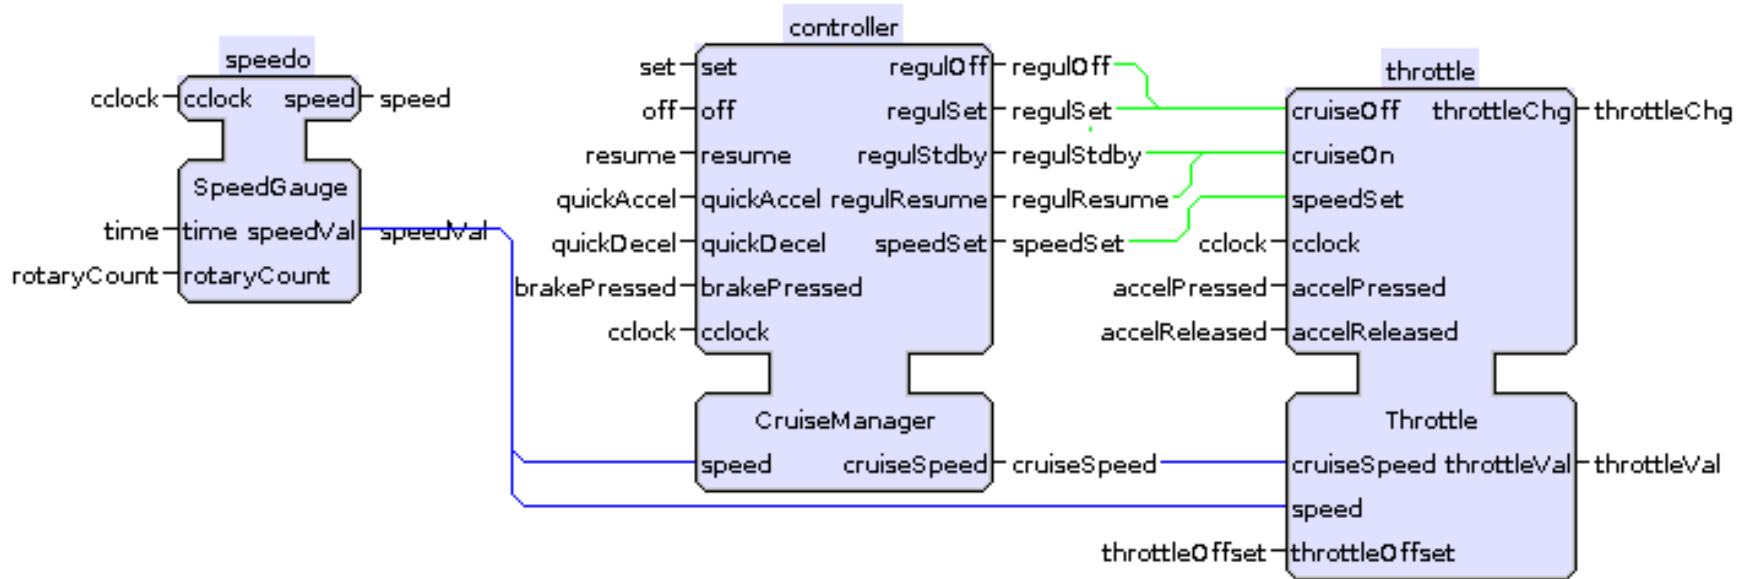 controller
speedo
throttle
cclock cclock speed speed
set set regulOff regulOff
off off regulSet regulSet cruiseOff throttleChg throttleChg
resume resume regulStdby regulStdby cruiseOn
SpeedGauge
quickAccel quickAccel regulResume regulResume speedSet
time time speedVal speedVal
quickDecel quickDecel speedSet speedSet cclock cclock
rotaryCount rotaryCount
brakePressed brakePressed accelPressed accelPressed
cclock cclock accelReleased accelReleased
CruiseManager Throttle
speed cruiseSpeed cruiseSpeed cruiseSpeed throttleVal throttleVal
speed
throttleOffset throttleOffset